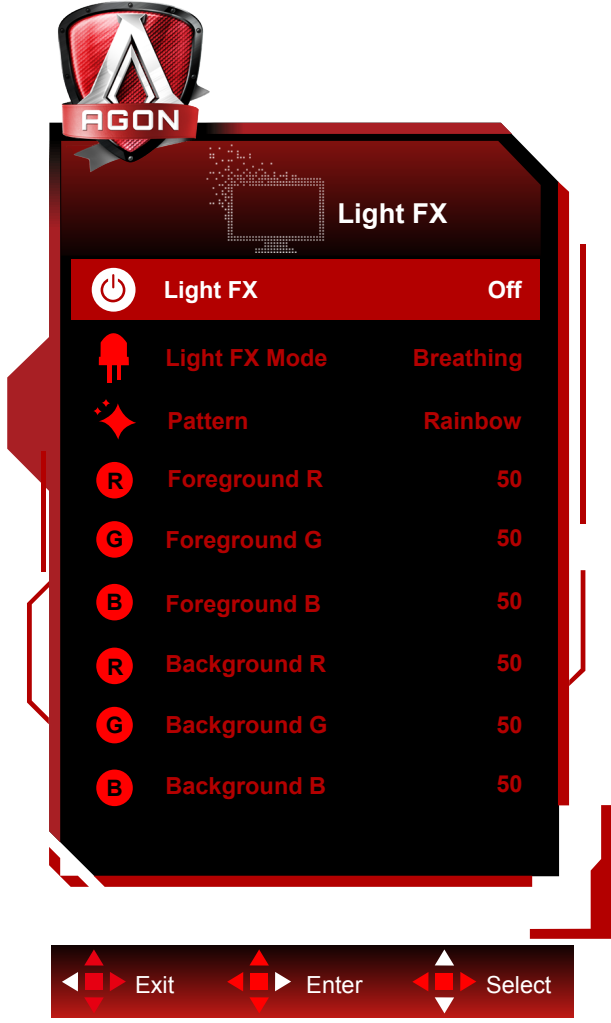 AGON
Light FX
Light FX Off
Light FX Mode Breathing
Pattern Rainbow
R Foreground R 50
G Foreground G 50
B Foreground B 50
R Background R 50
G Background G 50
B Background B 50
Exit Enter Select